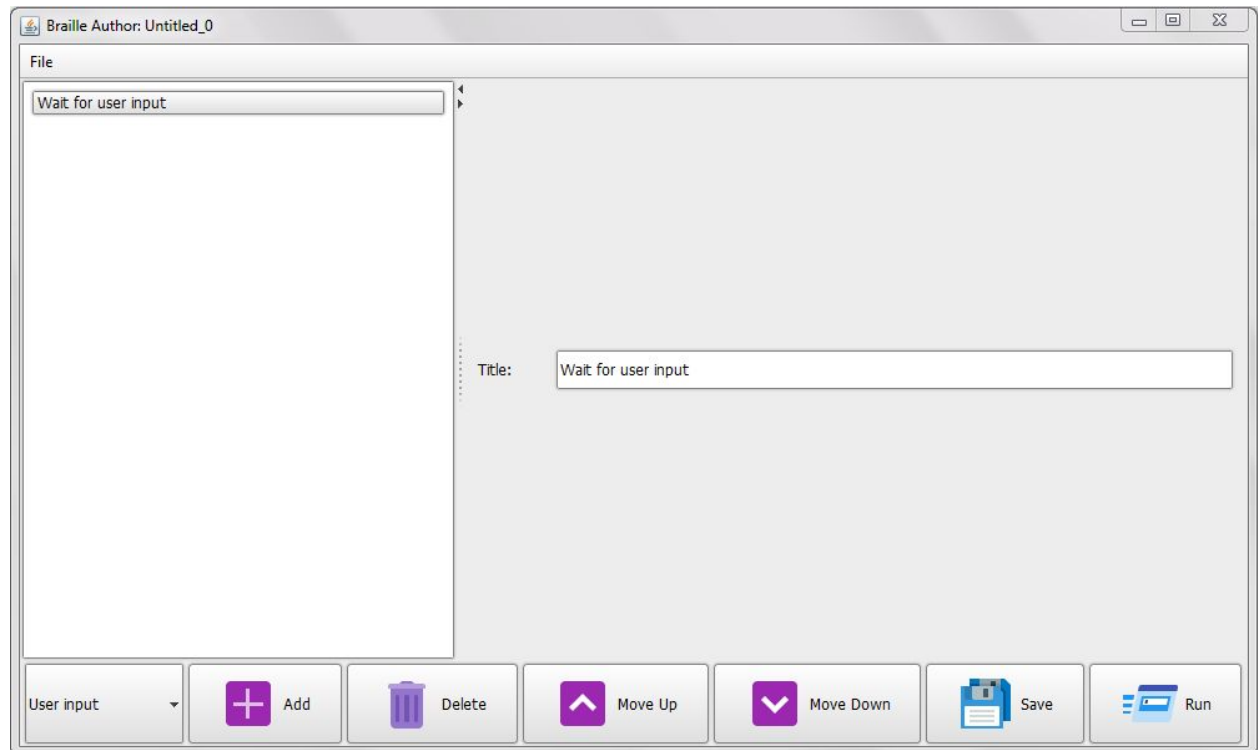 Braille Author: Untitled_0
File
Wait for user input
Title:
Wait for user input
User input
Add
Delete
Move Up
Move Down
Save
Run